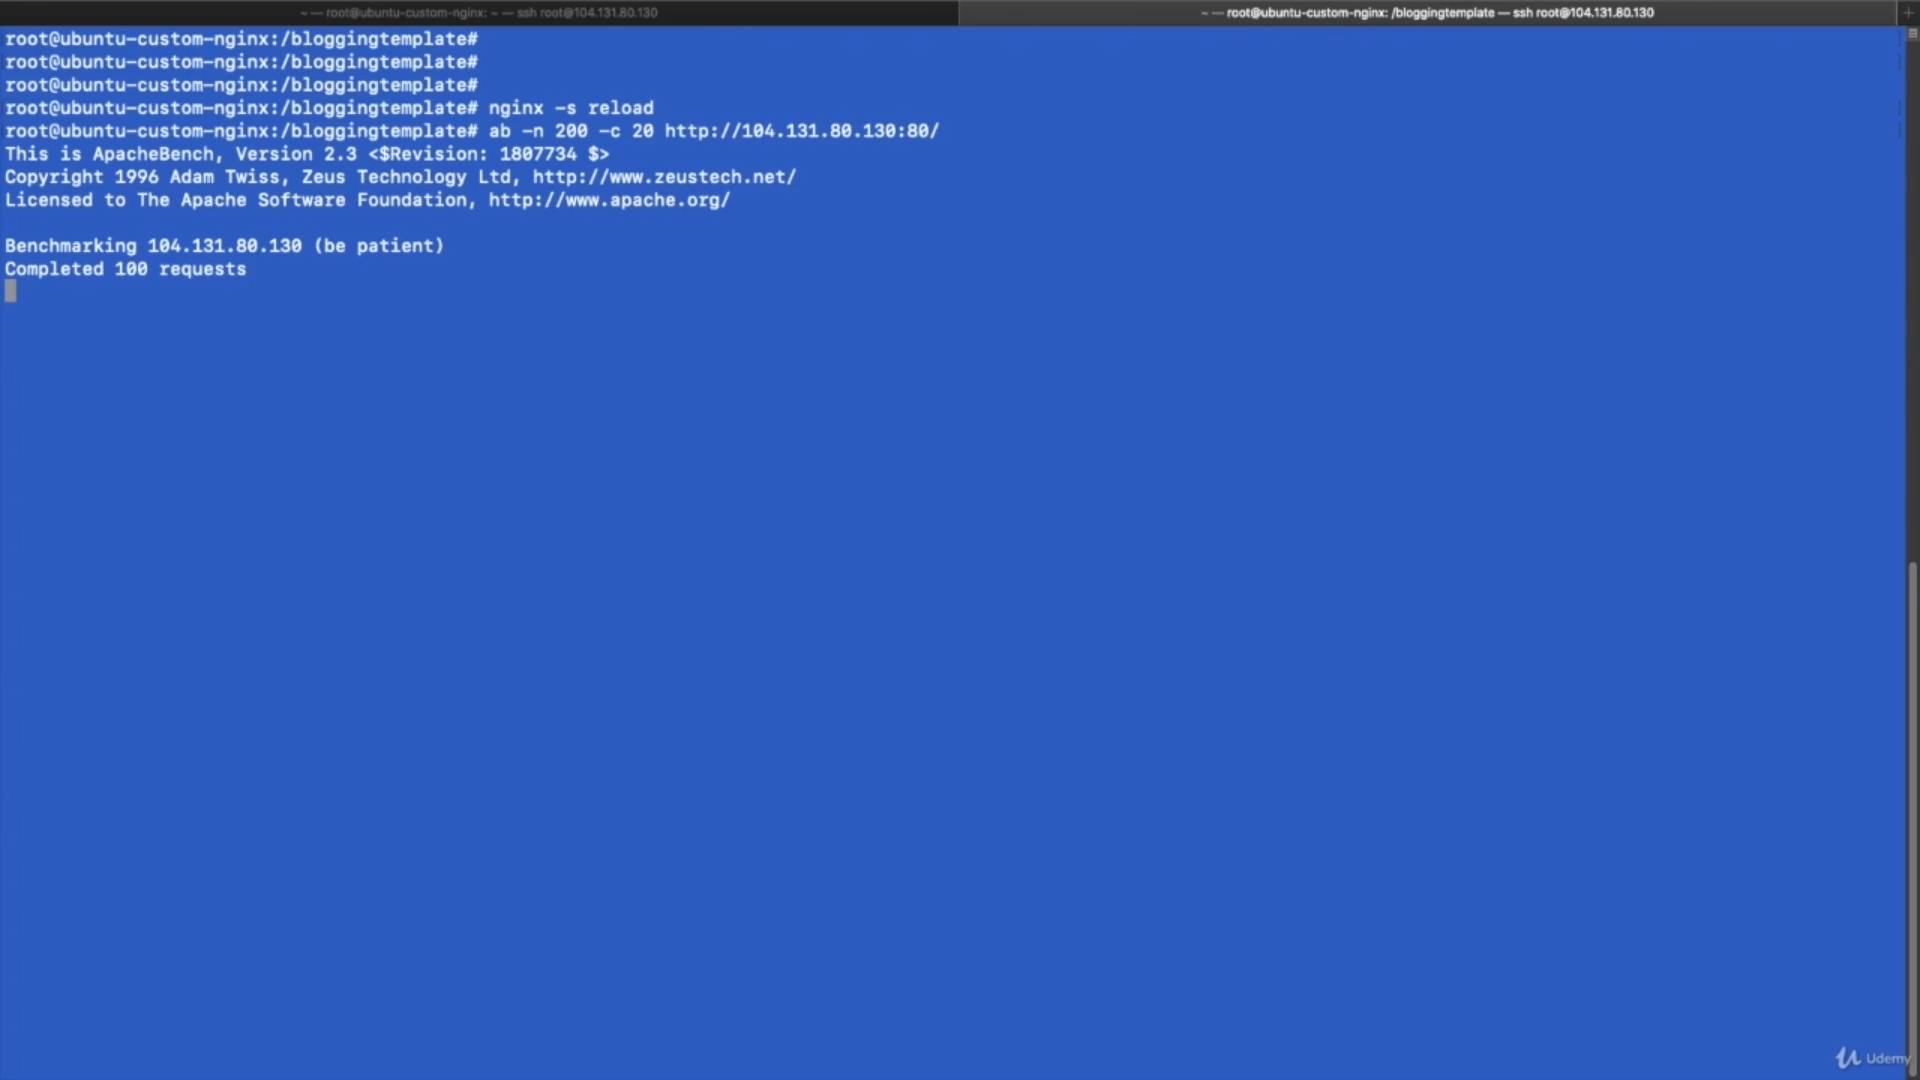 ~ — root@ubuntu-custom-nginx: ~ — ssh root@104.131.80.130
~ — root@ubuntu-custom-nginx: /bloggingtemplate — ssh root@104.131.80.130
+
root@ubuntu-custom-nginx:/bloggingtemplate#
root@ubuntu-custom-nginx:/bloggingtemplate#
root@ubuntu-custom-nginx:/bloggingtemplate#
root@ubuntu-custom-nginx:/bloggingtemplate# nginx -s reload
root@ubuntu-custom-nginx:/bloggingtemplate# ab -n 200 -c 20 http://104.131.80.130:80/
This is ApacheBench, Version 2.3 <$Revision: 1807734 $>
Copyright 1996 Adam Twiss, Zeus Technology Ltd, http://www.zeustech.net/
Licensed to The Apache Software Foundation, http://www.apache.org/
Benchmarking 104.131.80.130 (be patient)
Completed 100 requests
Udemy